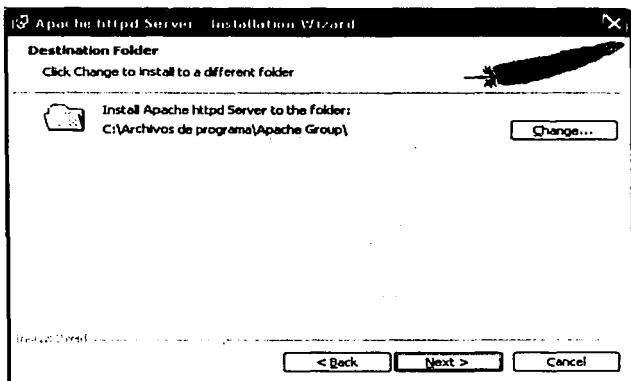 Apache httpd Server - Installation Wizard
Destination Folder
Click Change to install to a different folder
Install Apache httpd Server to the folder:
C:\Archivos de programa\Apache Group\
Change...
< Back
Next >
Cancel